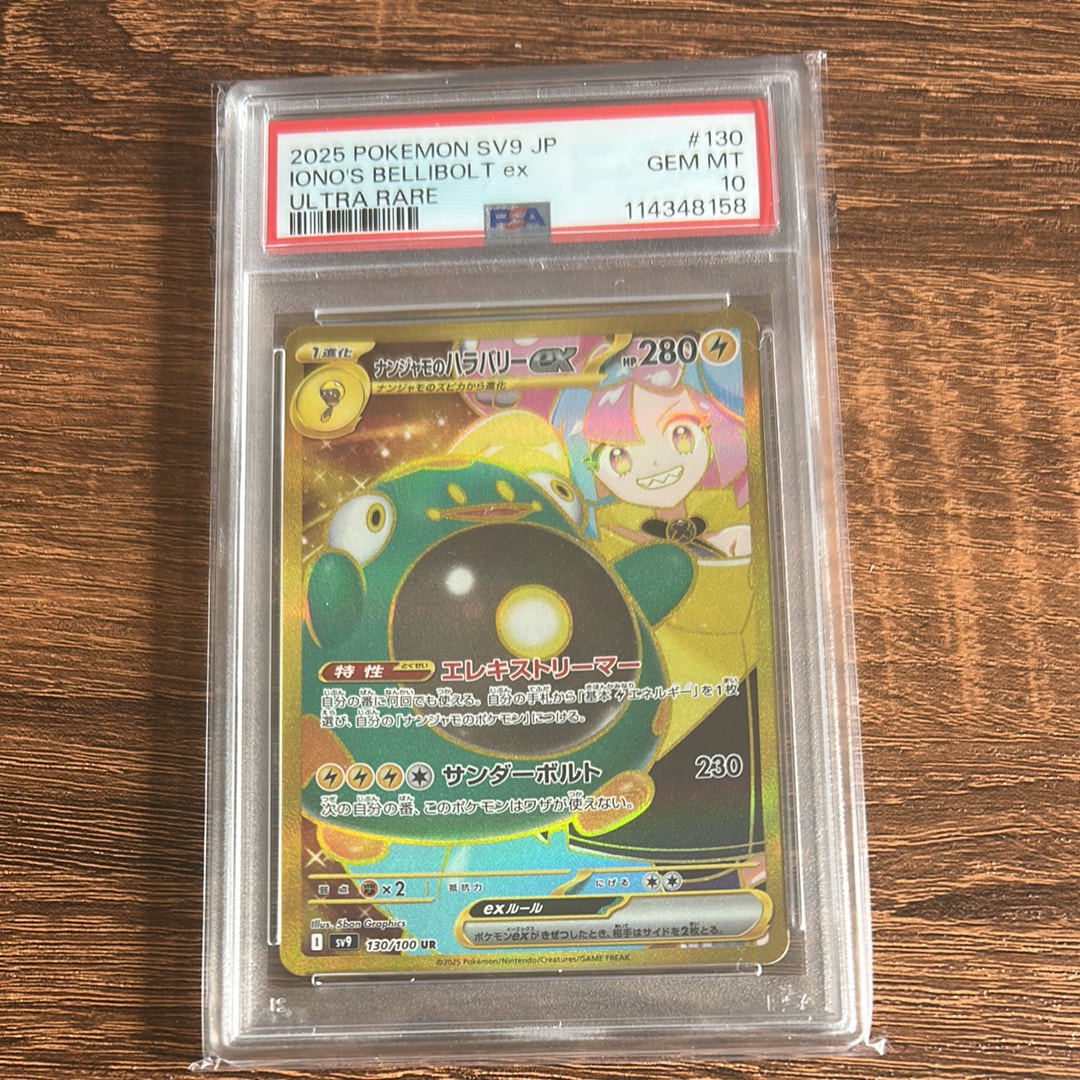 2025 POKEMON SV9 JP #130
IONO'S BELLIBOLT ex GEM MT
ULTRA RARE 10
PSA 114348158
1進化 ナンジャモのハラバリーex HP280
ナンジャモのズピカから進化
特性 とくせい エレキストリーマー
自分の番に何回でも使える。自分の手札から「基本エネルギー」を1枚
選び、自分の「ナンジャモのポケモン」につける。
サンダーボルト 230
次の自分の番、このポケモンはワザが使えない。
弱点 ×2 抵抗力 にげる
exルール
ポケモンexがきぜつしたとき、相手はサイドを2枚とる。
Illus. 5ban Graphics
I SV9 130/100 UR
©2025 Pokémon/Nintendo/Creatures/GAME FREAK